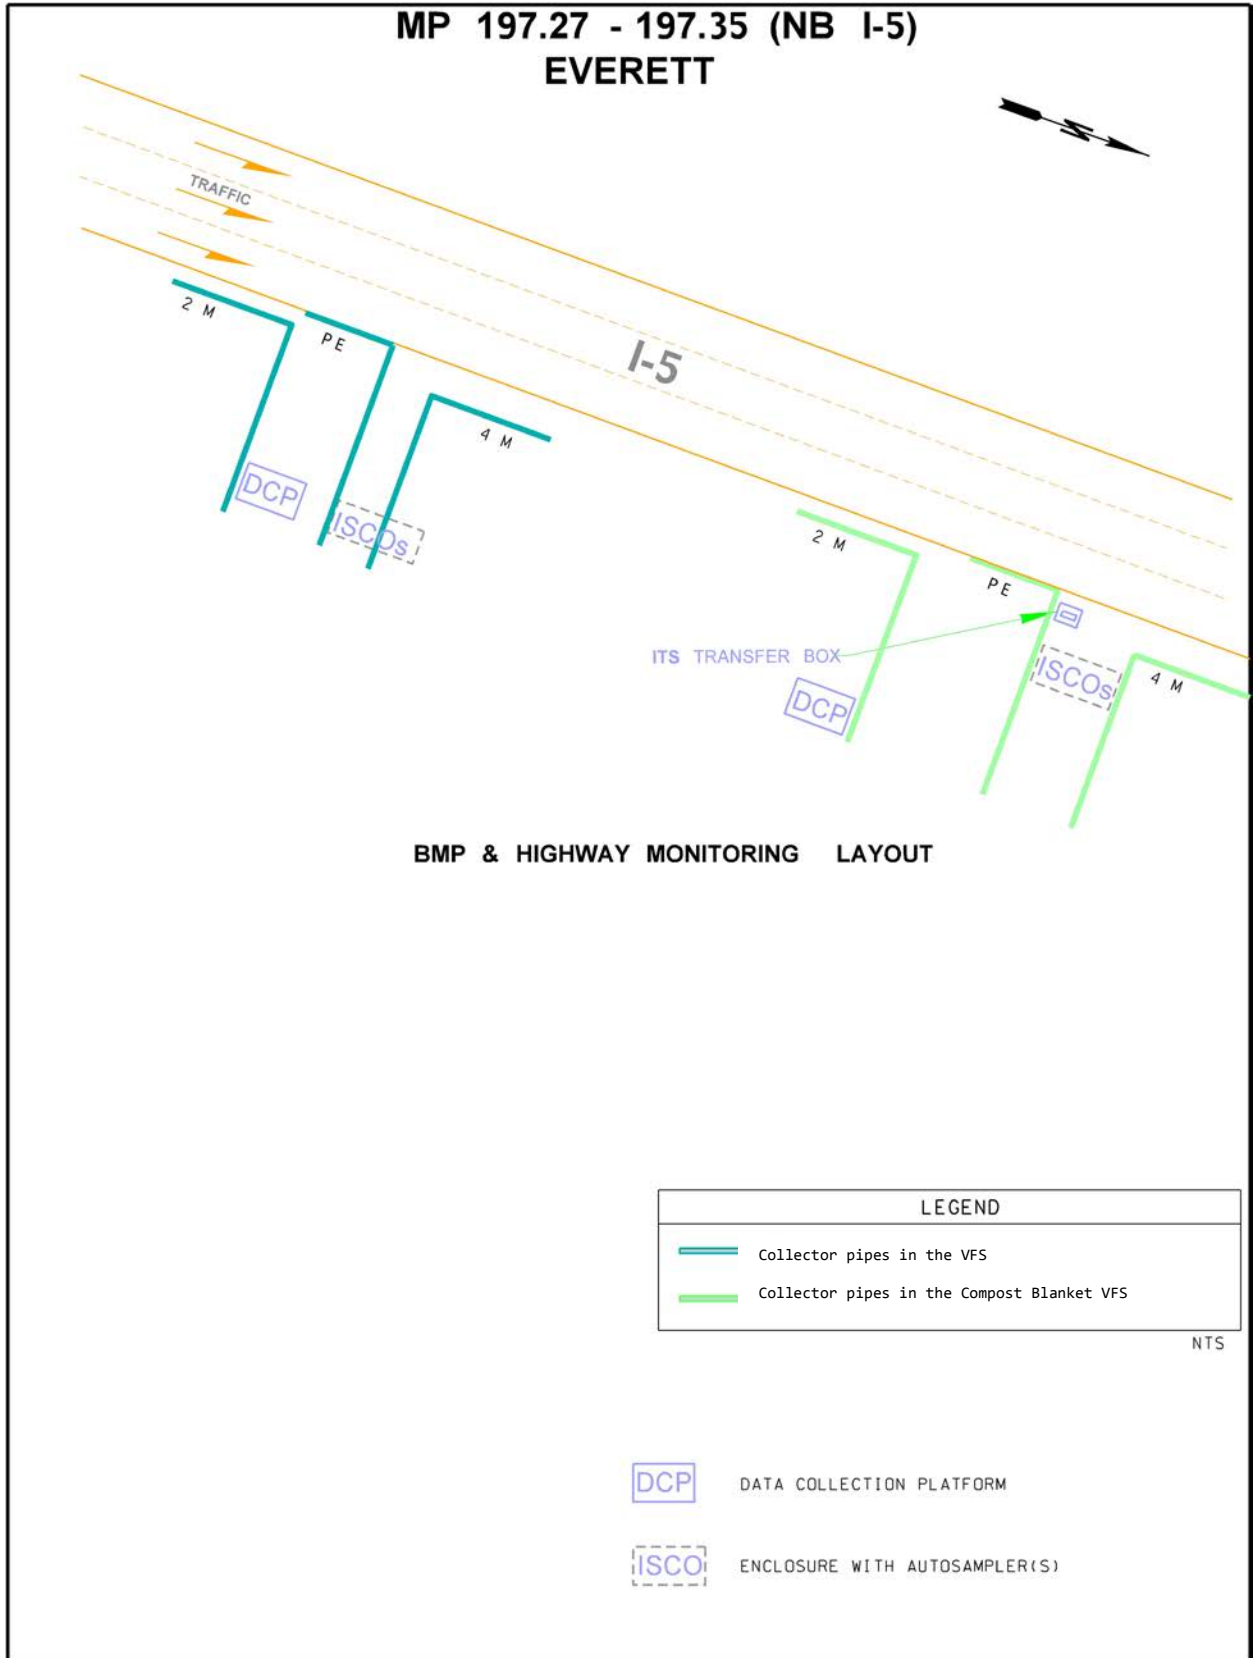 MP 197.27 - 197.35 (NB I-5)
EVERETT
N
TRAFFIC
2 M
PE
4 M
I-5
DCP
ISCOs
2 M
PE
4 M
ITS TRANSFER BOX
ISCOs
DCP
BMP & HIGHWAY MONITORING LAYOUT
LEGEND
Collector pipes in the VFS
Collector pipes in the Compost Blanket VFS
NTS
DCP DATA COLLECTION PLATFORM
ISCO ENCLOSURE WITH AUTOSAMPLER(S)